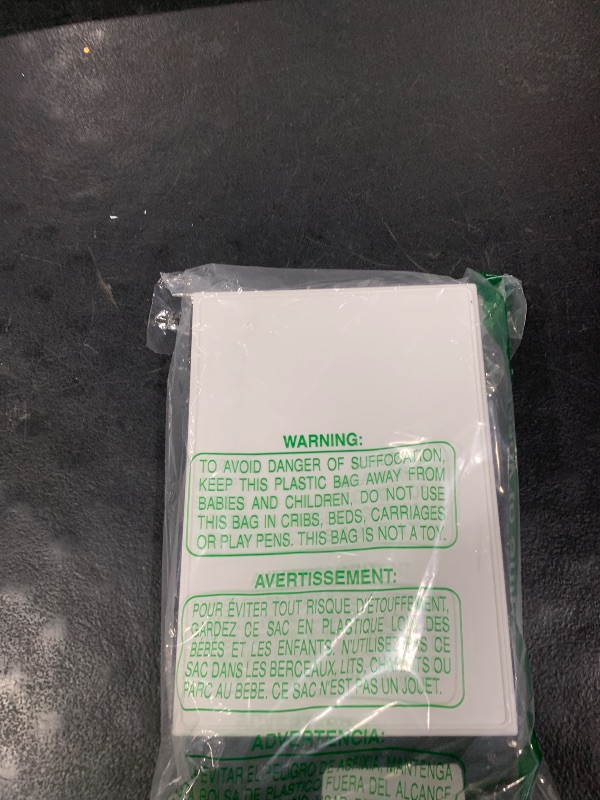 WARNING:
TO AVOID DANGER OF SUFFOCATION,
KEEP THIS PLASTIC BAG AWAY FROM
BABIES AND CHILDREN, DO NOT USE
THIS BAG IN CRIBS, BEDS, CARRIAGES
OR PLAY PENS. THIS BAG IS NOT A TOY.
AVERTISSEMENT:
POUR ÉVITER TOUT RISQUE D'ÉTOUFFEMENT,
GARDEZ CE SAC EN PLASTIQUE LOIN DES
BEBÉS ET LES ENFANTS, N'UTILISEZ PAS CE
SAC DANS LES BERCEAUX, LITS, CHARIOTS OU
PARC AU BEBE. CE SAC N'EST PAS UN JOUET.
ADVERTENCIA:
EVITAR EL PELIGRO DE ASFIXIA, MANTENGA
BOLSA DE PLASTICO FUERA DEL ALCANCE